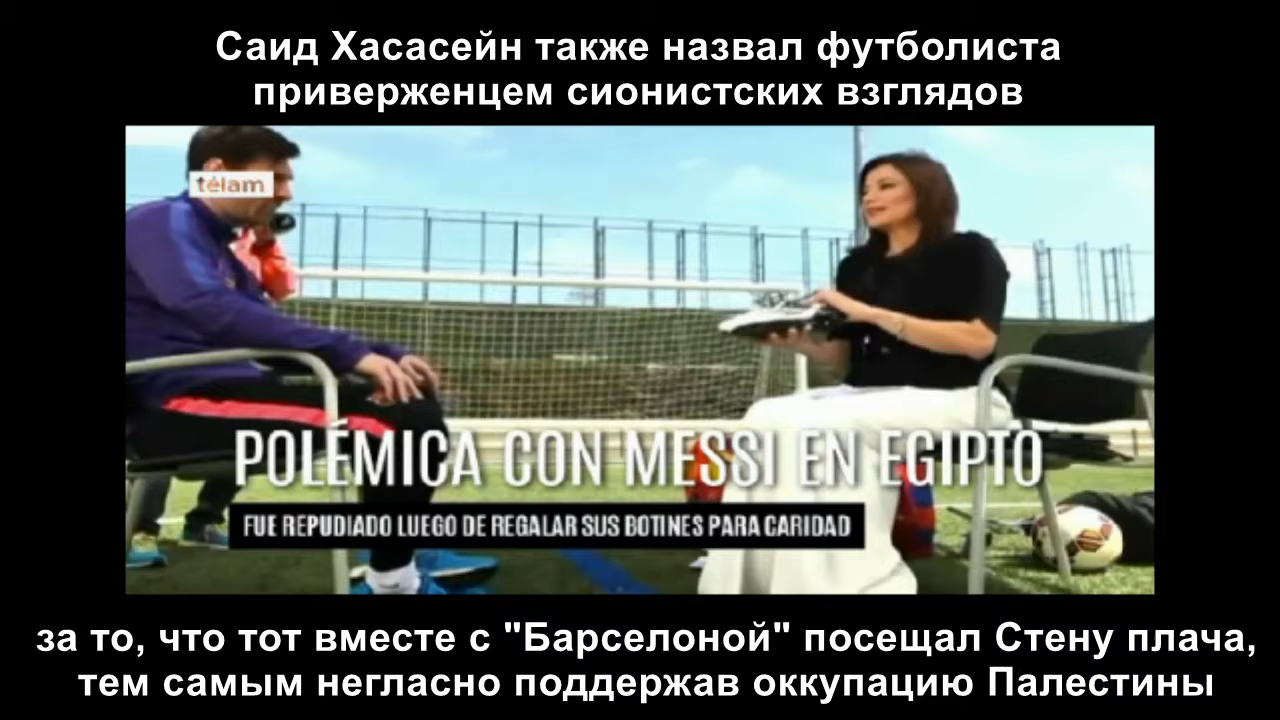 Саид Хасасейн также назвал футболиста
приверженцем сионистских взглядов
télam
POLÉMICA CON MESSI EN EGIPTO
FUE REPUDIADO LUEGO DE REGALAR SUS BOTINES PARA CARIDAD
за то, что тот вместе с "Барселоной" посещал Стену плача,
тем самым негласно поддержав оккупацию Палестины